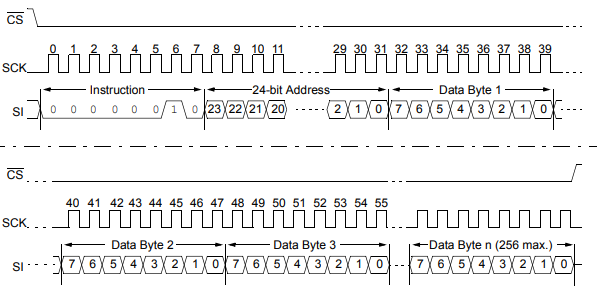 CS
0 1 2 3 4 5 6 7 8 9 10 11 29 30 31 32 33 34 35 36 37 38 39
SCK
Instruction 24-bit Address Data Byte 1
SI 0 0 0 0 0 0 1 0 23 22 21 20 2 1 0 7 6 5 4 3 2 1 0
CS
40 41 42 43 44 45 46 47 48 49 50 51 52 53 54 55
SCK
Data Byte 2 Data Byte 3 Data Byte n (256 max.)
SI 7 6 5 4 3 2 1 0 7 6 5 4 3 2 1 0 7 6 5 4 3 2 1 0